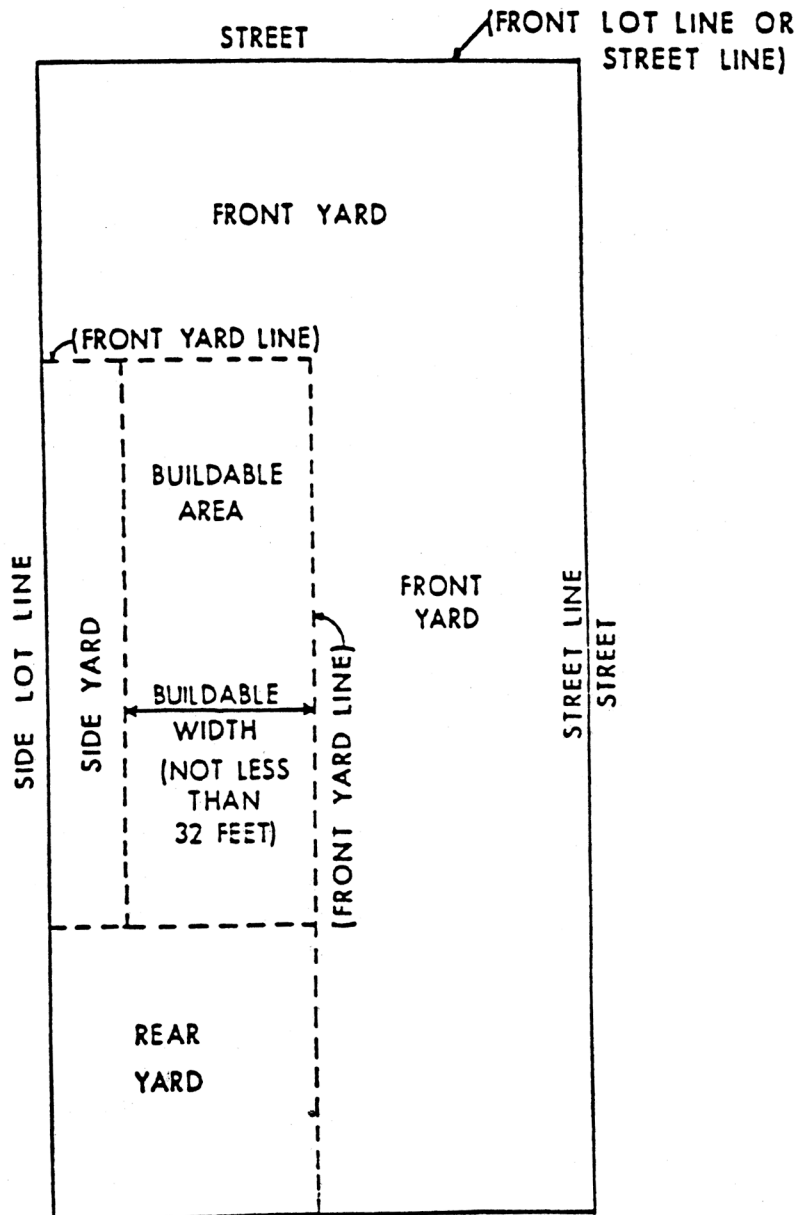 STREET
(FRONT LOT LINE OR
STREET LINE)
FRONT YARD
(FRONT YARD LINE)
BUILDABLE
AREA
FRONT
YARD
SIDE LOT LINE
SIDE YARD
BUILDABLE
WIDTH
(NOT LESS
THAN
32 FEET)
(FRONT YARD LINE)
STREET LINE
STREET
REAR
YARD